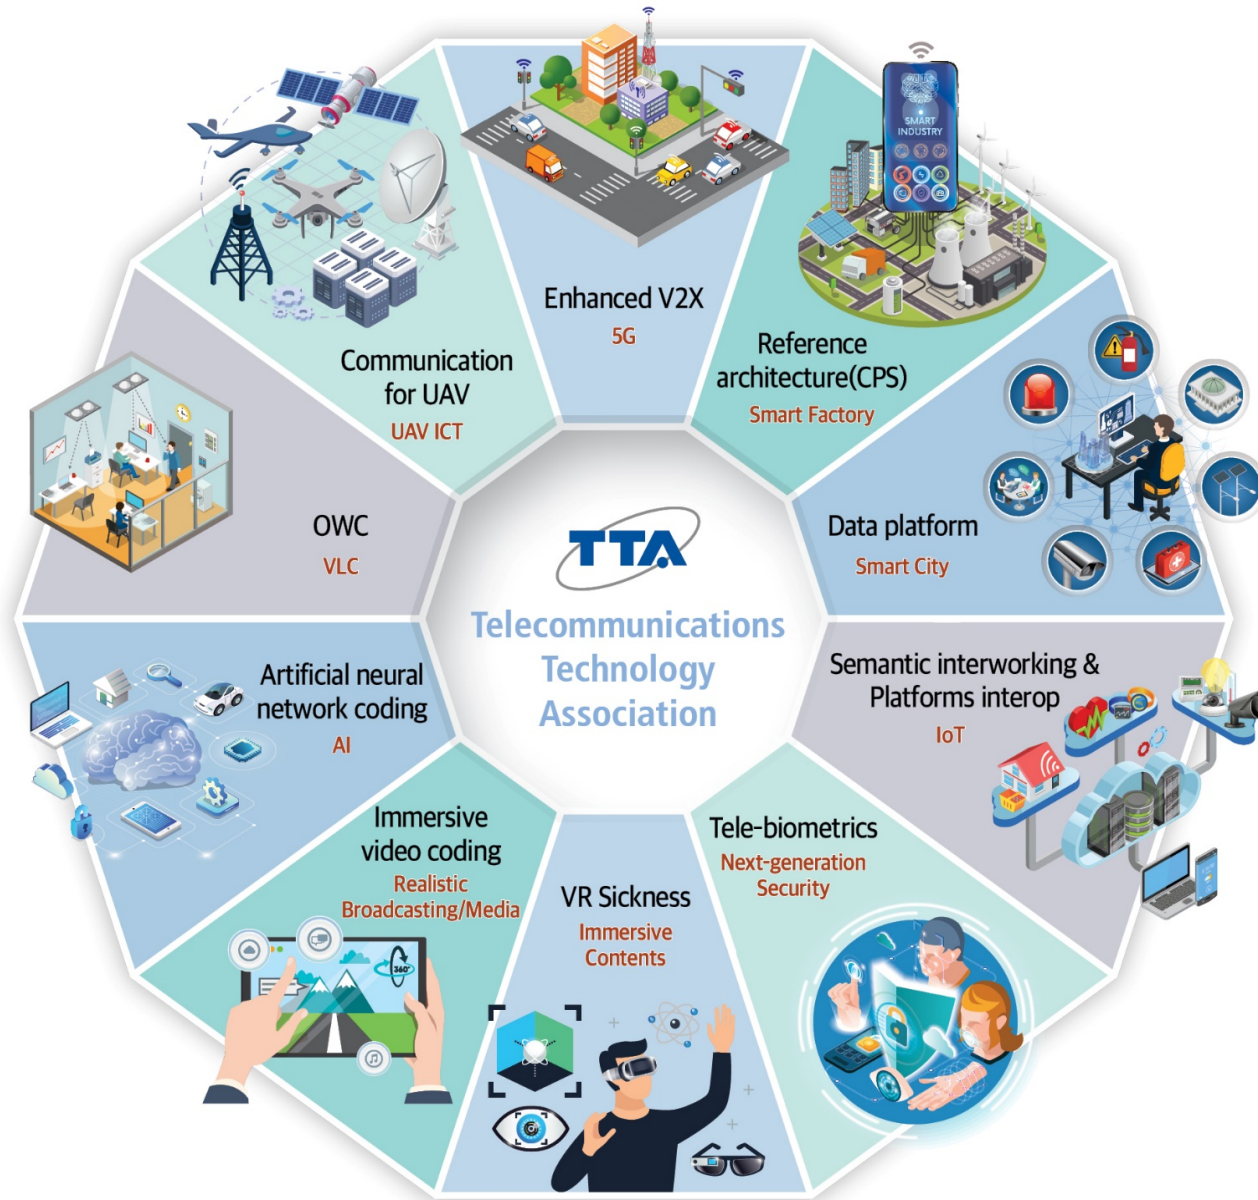 SMART
INDUSTRY
Enhanced V2X
5G
Reference
architecture(CPS)
Smart Factory
Data platform
Smart City
Semantic interworking &
Platforms interop
IoT
Tele-biometrics
Next-generation
Security
VR Sickness
Immersive
Contents
Immersive
video coding
Realistic
Broadcasting/Media
360°
Artificial neural
network coding
AI
OWC
VLC
Communication
for UAV
UAV ICT
TTA
Telecommunications
Technology
Association